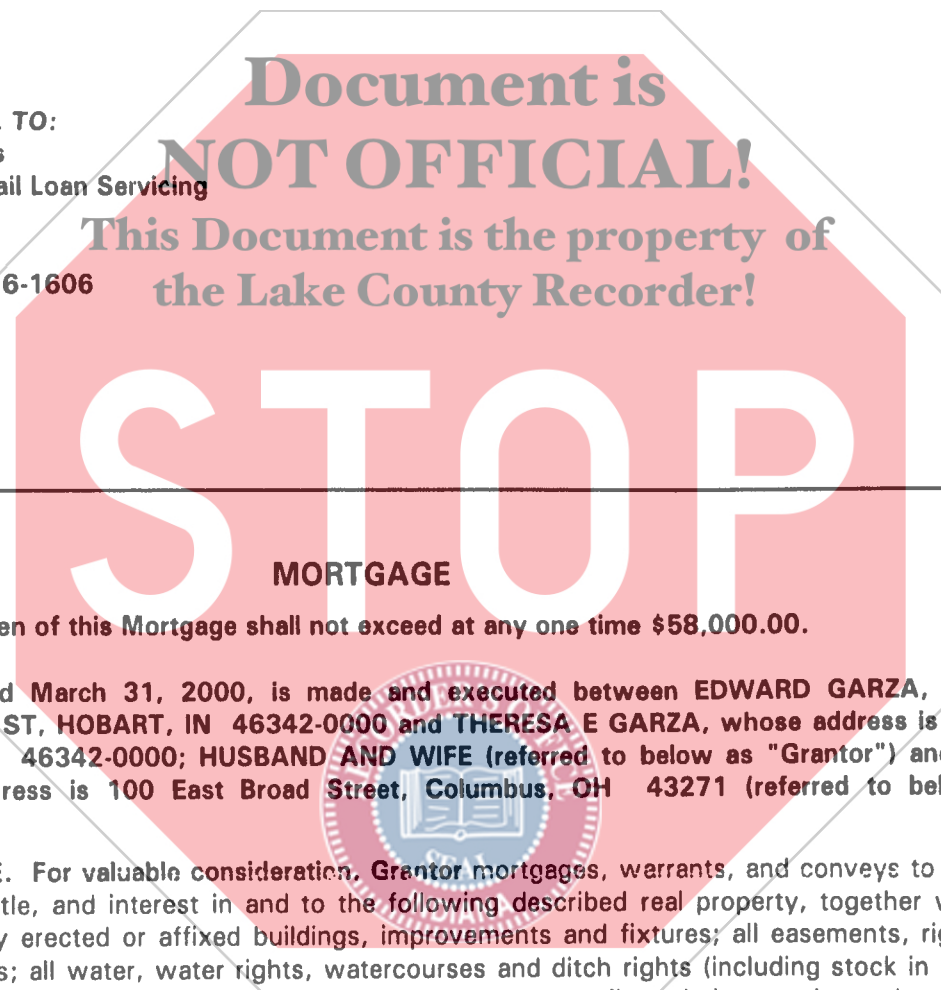 Document is
TO:
NOT OFFICIAL!
ail Loan Servicing
This Document is the property of
6-1606
the Lake County Recorder!
STOP
MORTGAGE
en of this Mortgage shall not exceed at any one time $58,000.00.
d March 31, 2000, is made and executed between EDWARD GARZA,
ST, HOBART, IN 46342-0000 and THERESA E GARZA, whose address is
46342-0000; HUSBAND AND WIFE (referred to below as "Grantor") and
ress is 100 East Broad Street, Columbus, OH 43271 (referred to bel
E. For valuable consideration, Grantor mortgages, warrants, and conveys to
tle, and interest in and to the following described real property, together w
y erected or affixed buildings, improvements and fixtures; all easements, rig
s; all water, water rights, watercourses and ditch rights (including stock in
SEAL
INDIANA